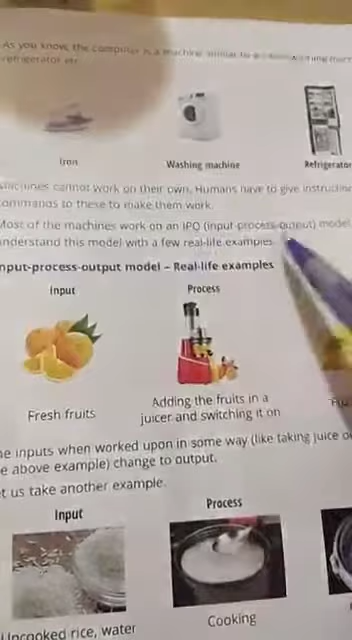 As you know, the computer is a machine similar to a
refrigerator etc.
Iron
Washing machine
Refrigerator
Machines cannot work on their own. Humans have to give
commands to these to make them work.
Most of the machines work on an IPO (input-process-output) model
understand this model with a few real-life examples
nput-process-output model – Real-life examples
Input
Process
Fresh fruits
Adding the fruits in a
juicer and switching it on
e inputs when worked upon in some way (like taking juice
e above example) change to output.
t us take another example.
Input
Process
Uncooked rice, water
Cooking